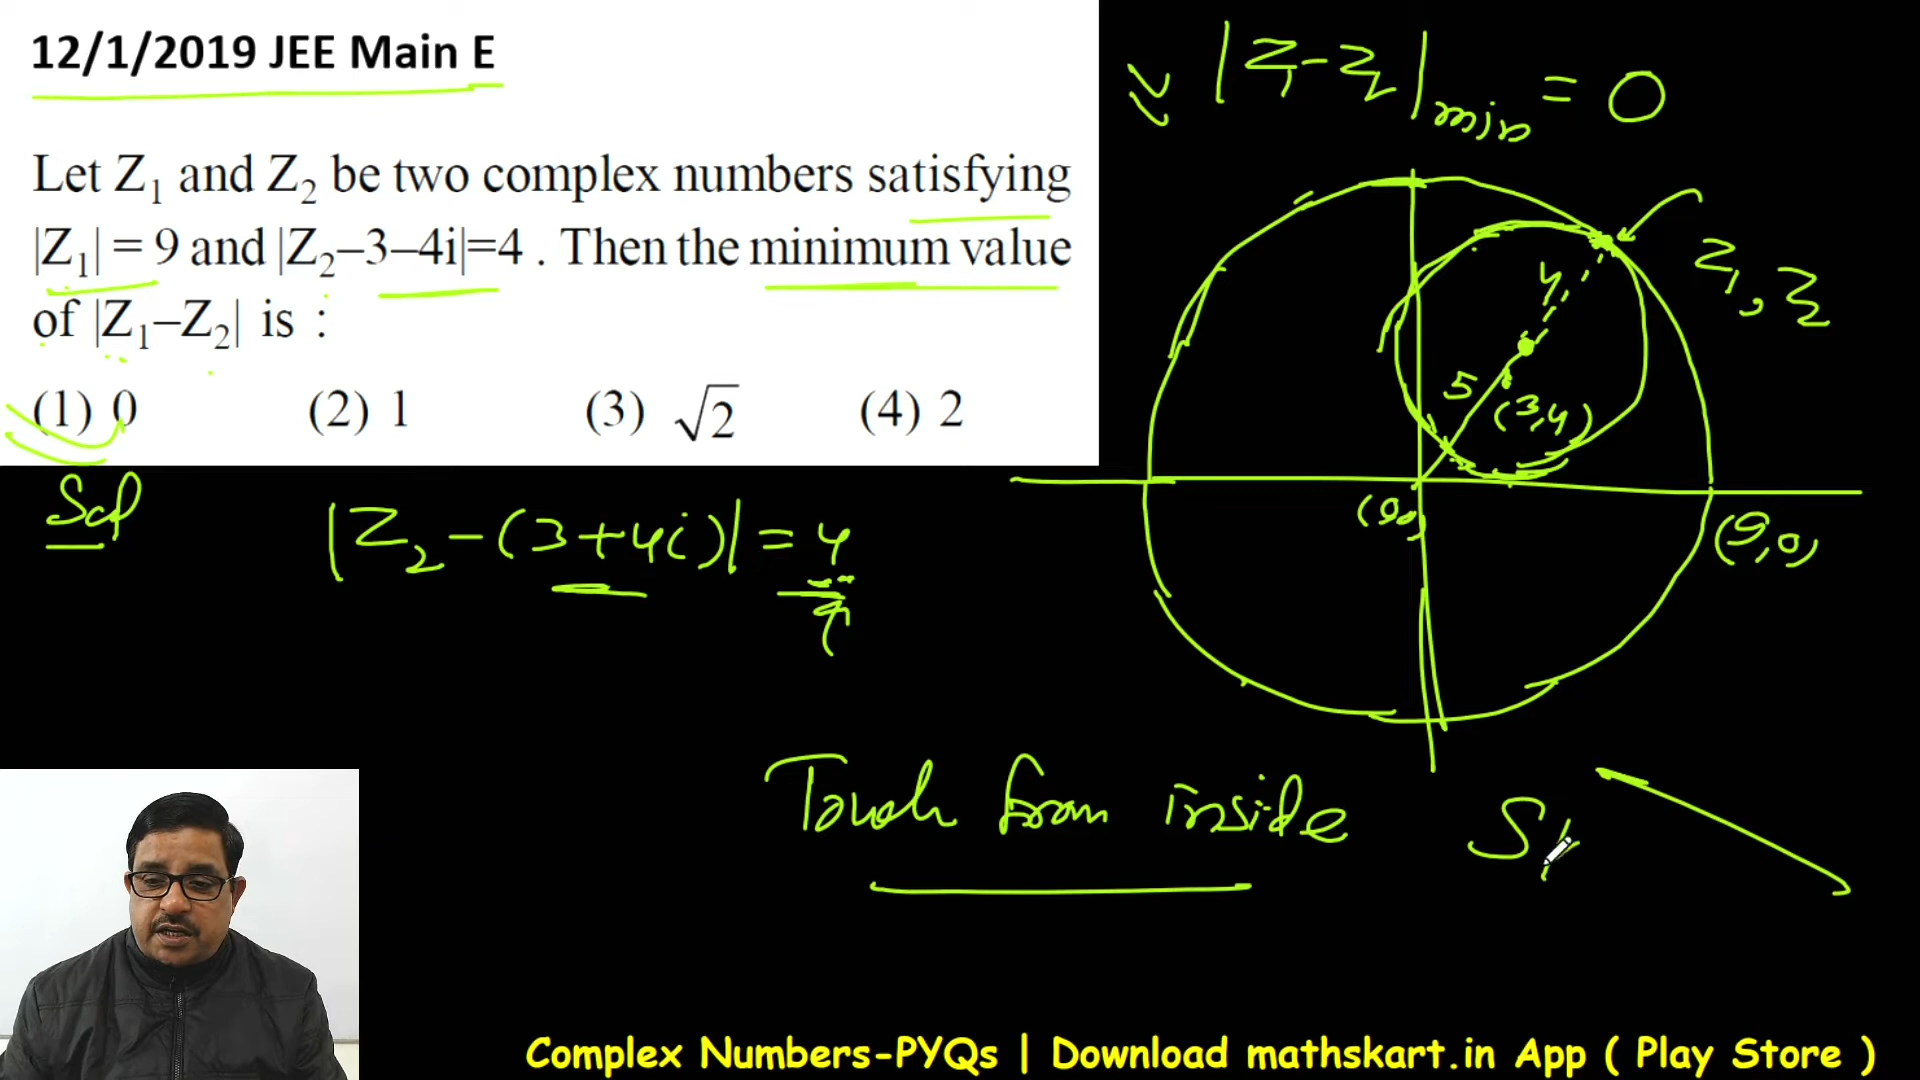 12/1/2019 JEE Main E
Let Z₁ and Z₂ be two complex numbers satisfying
|Z₁| = 9 and |Z₂–3–4i|=4 . Then the minimum value
of |Z₁–Z₂| is :
(1) 0 (2) 1 (3) √2 (4) 2
|Z₁-Z₂|min = 0
Z₁, Z₂
4
5
(3,4)
(9,0)
Sol
|Z₂-(3+4i)| = 4
Touch from inside
Complex Numbers-PYQs | Download mathskart.in App ( Play Store )